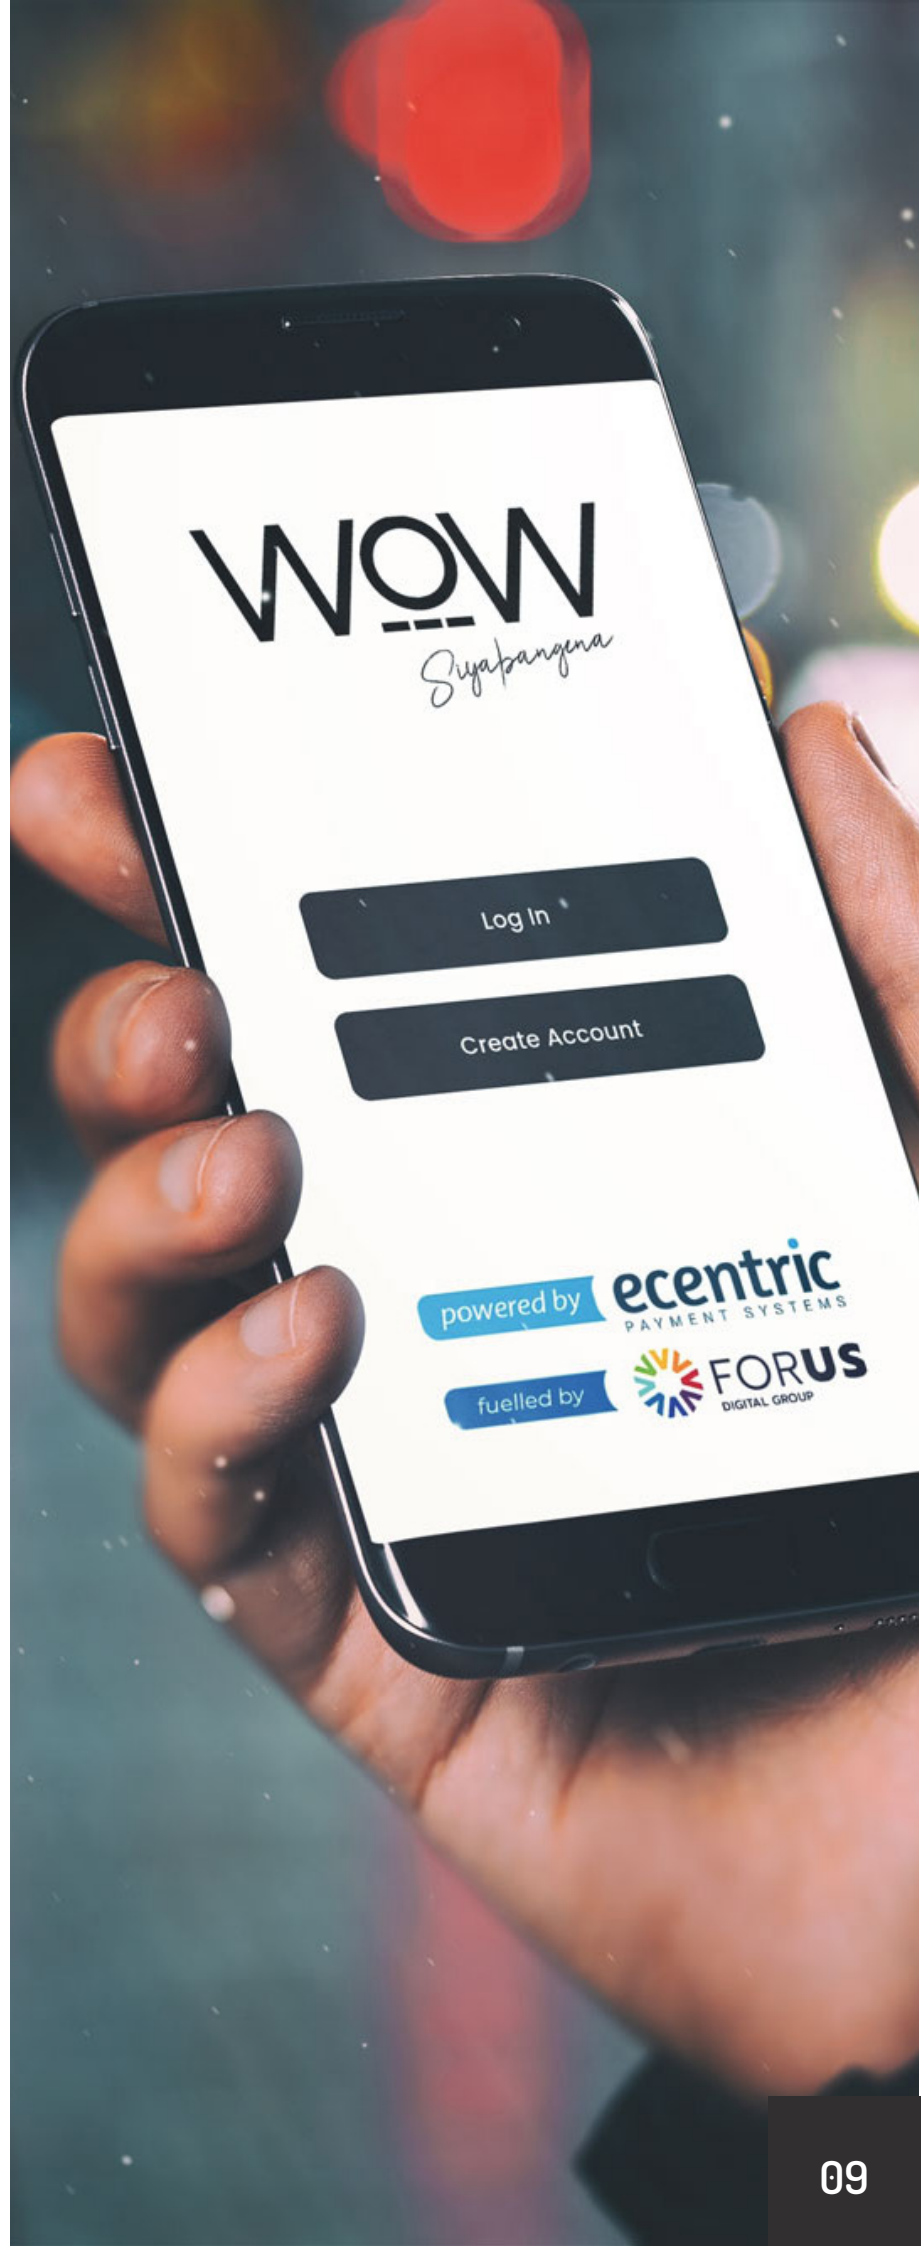 WOW
Siyabangena
Log In
Create Account
powered by ecentric
PAYMENT SYSTEMS
fuelled by FORUS
DIGITAL GROUP
09